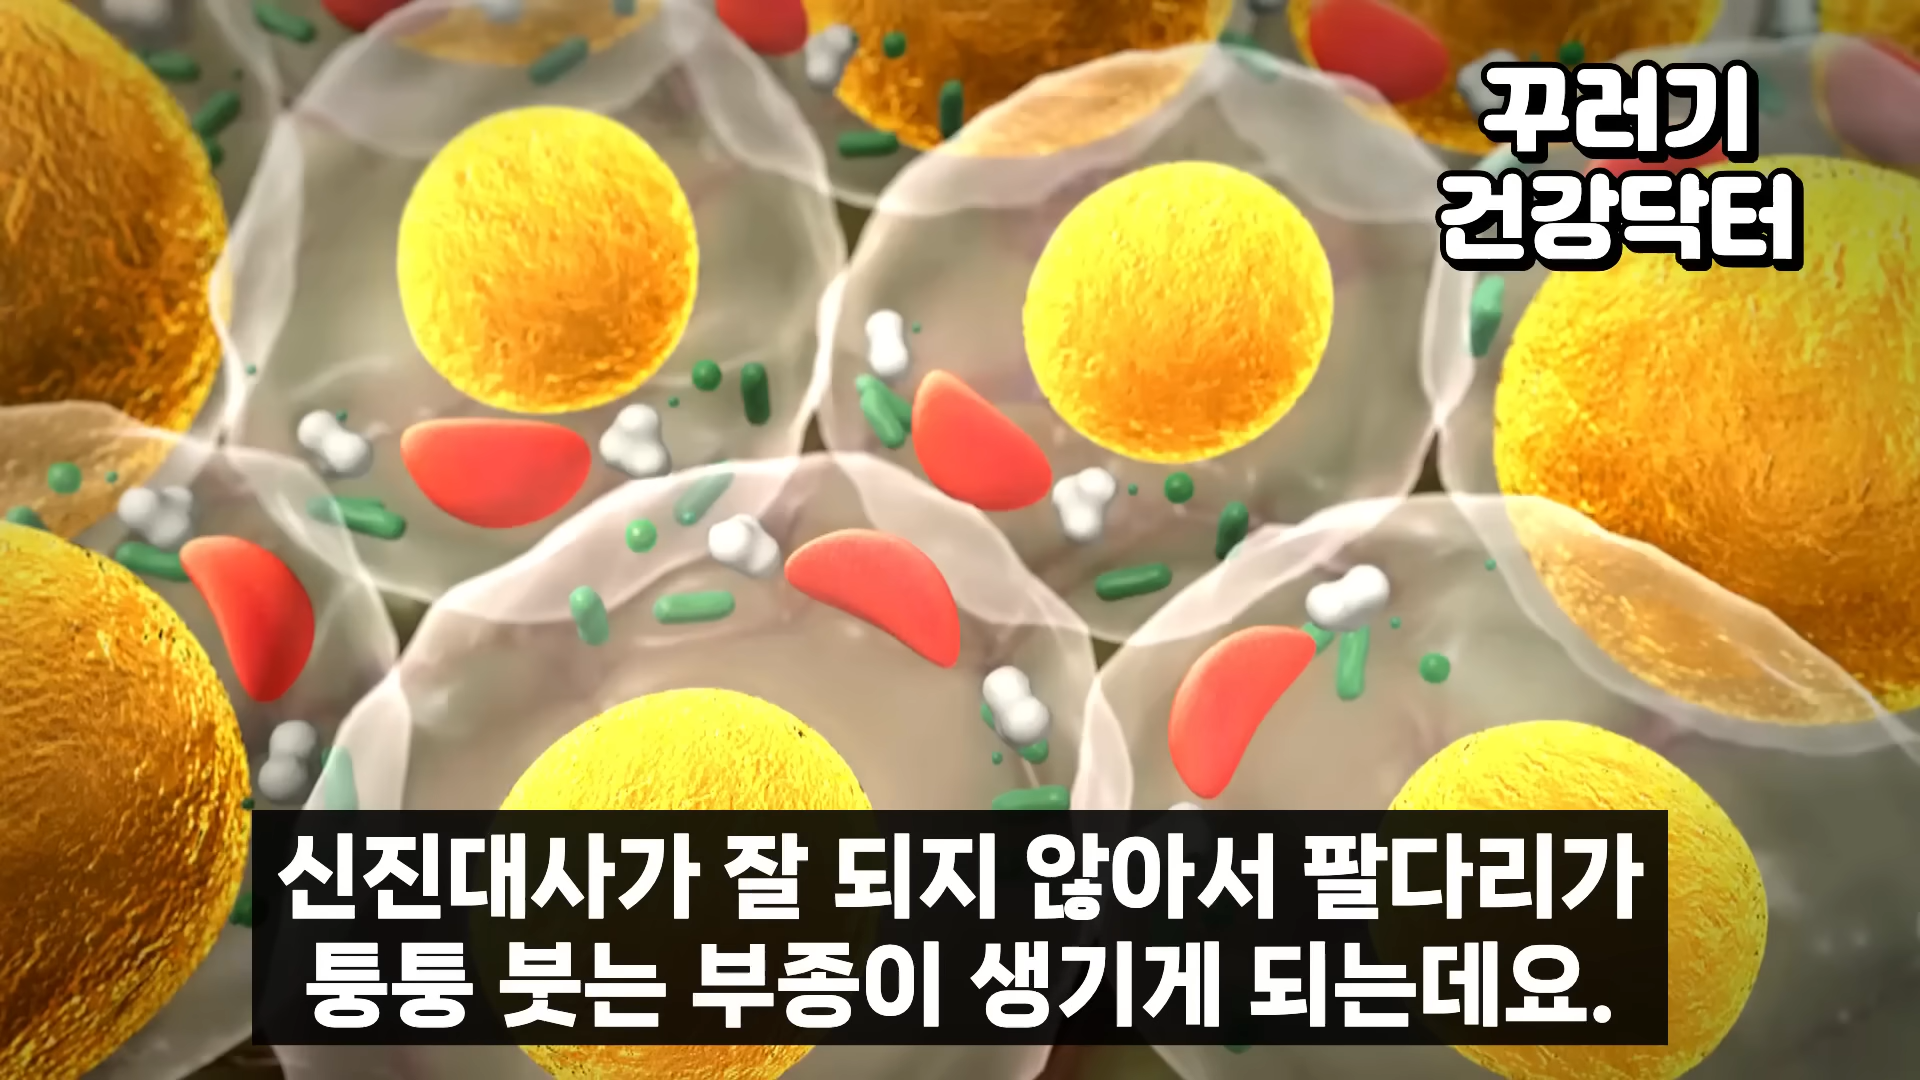 꾸러기
건강닥터
신진대사가 잘 되지 않아서 팔다리가
퉁퉁 붓는 부종이 생기게 되는데요.